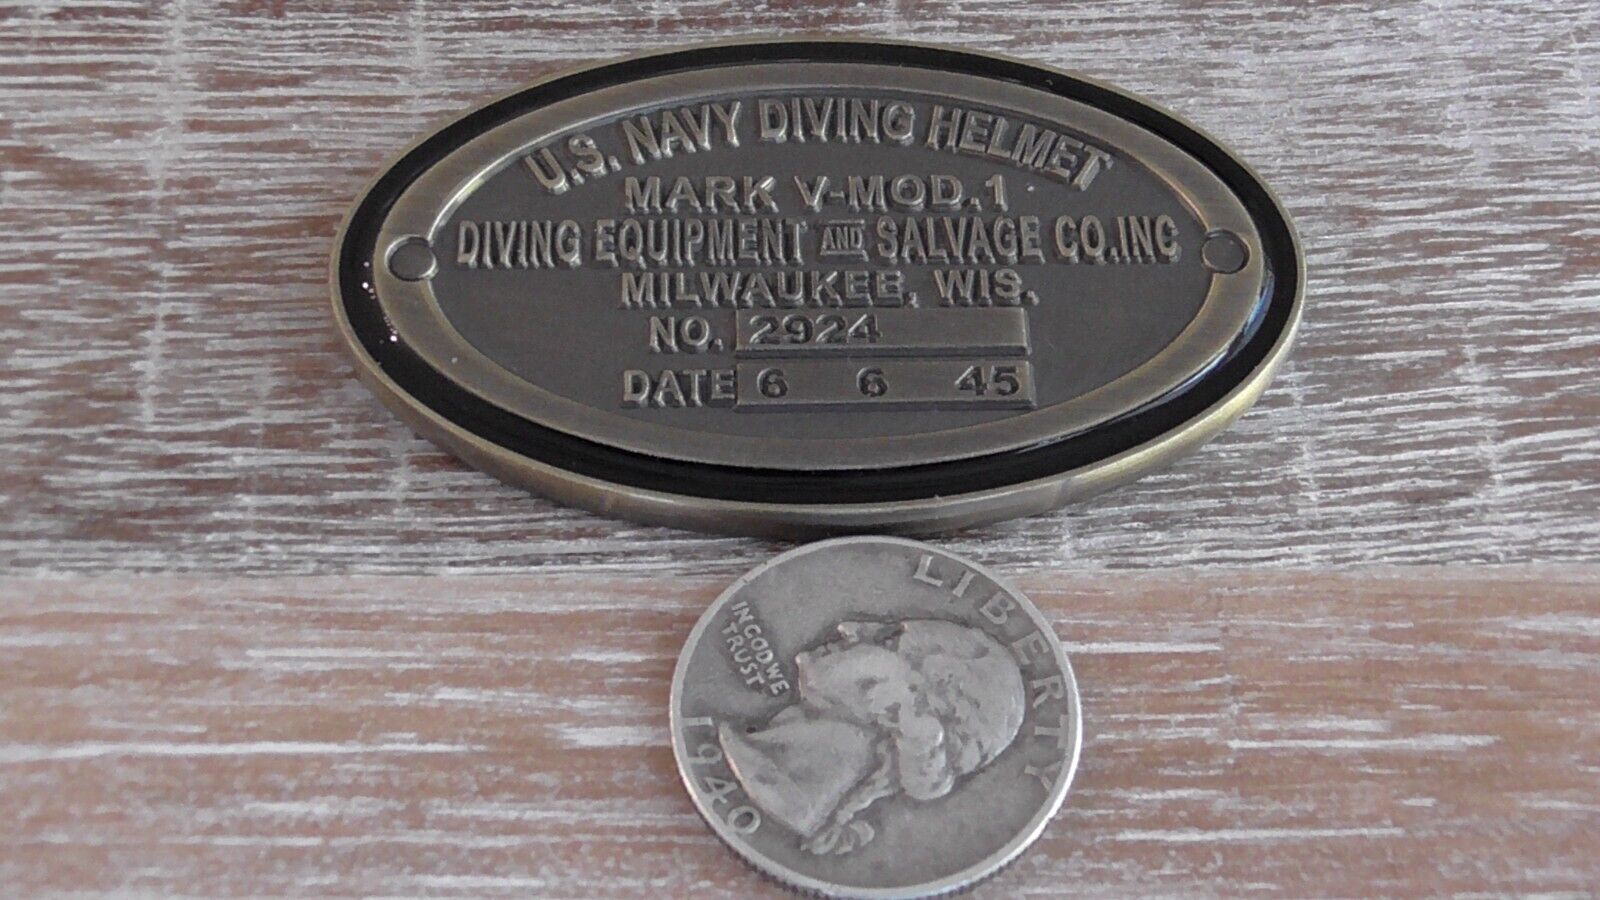 U.S. NAVY DIVING HELMET
MARK V-MOD.1
DIVING EQUIPMENT AND SALVAGE CO.INC
MILWAUKEE, WIS.
NO. 2924
DATE 6 6 45
LIBERTY
IN GOD WE
TRUST
1940